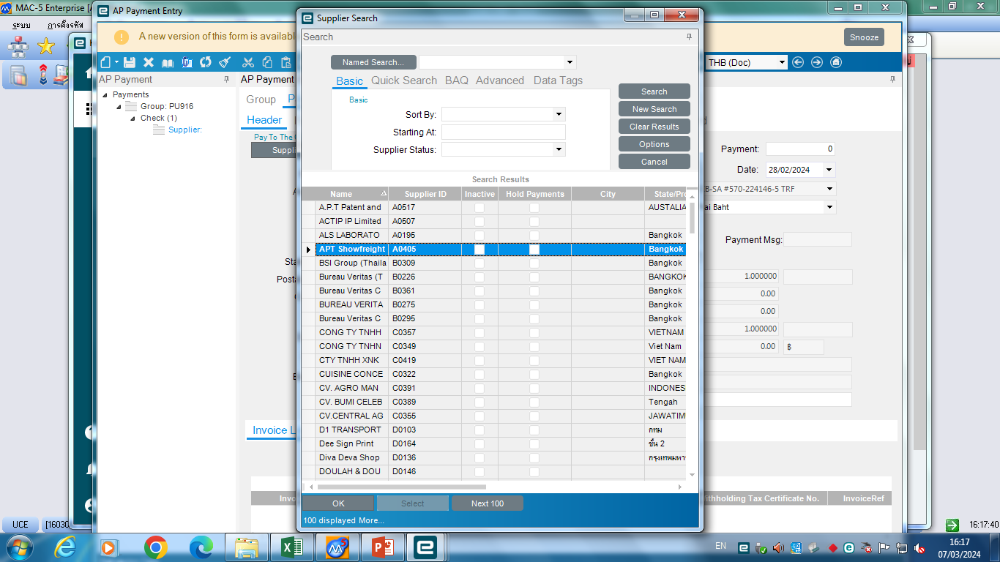 MAC-5 Enterprise [A
AP Payment Entry
Supplier Search
ระบบ การตั้งรหัส
A new version of this form is availab
Snooze
Search
Named Search...
THB (Doc)
AP Payment
AP Payment
Basic Quick Search BAQ Advanced Data Tags
Payments
Group: PU916
Check (1)
Supplier:
Group P
Header
Pay To The O
Suppli
Basic
Sort By:
Starting At:
Supplier Status:
Search
New Search
Clear Results
Options
Cancel
Payment: 0
Date: 28/02/2024
B-SA #570-224146-5 TRF
ai Baht
Payment Msg:
Sta
Posta
1.000000
0.00
0.00
1.000000
0.00 ฿
Search Results
Name Supplier ID Inactive Hold Payments City State/Pro
A.P.T Patent and A0517 AUSTALIA
ACTIP IP Limited A0507
ALS LABORATO A0195 Bangkok
APT Showfreight A0405 Bangkok
BSI Group (Thaila B0309 Bangkok
Bureau Veritas (T B0226 BANGKOK
Bureau Veritas C B0361 Bangkok
BUREAU VERITA B0275 Bangkok
Bureau Veritas C B0295 Bangkok
CONG TY TNHH C0357 VIETNAM
CONG TY TNHN C0349 Viet Nam
CTY TNHH XNK C0419 VIET NAM
CUISINE CONCE C0322 Bangkok
CV. AGRO MAN C0391 INDONES
CV. BUMI CELEB C0389 Tengah
CV.CENTRAL AG C0355 JAWATIM
D1 TRANSPORT D0103 กทม
Dee Sign Print D0164 ชั้น 2
Diva Deva Shop D0136 กรุงเทพมหา
DOULAH & DOU D0146
Invoice L
Invo
ithholding Tax Certificate No. InvoiceRef
OK Select Next 100
100 displayed More...
UCE [16030
16:17:40
EN
16:17
07/03/2024